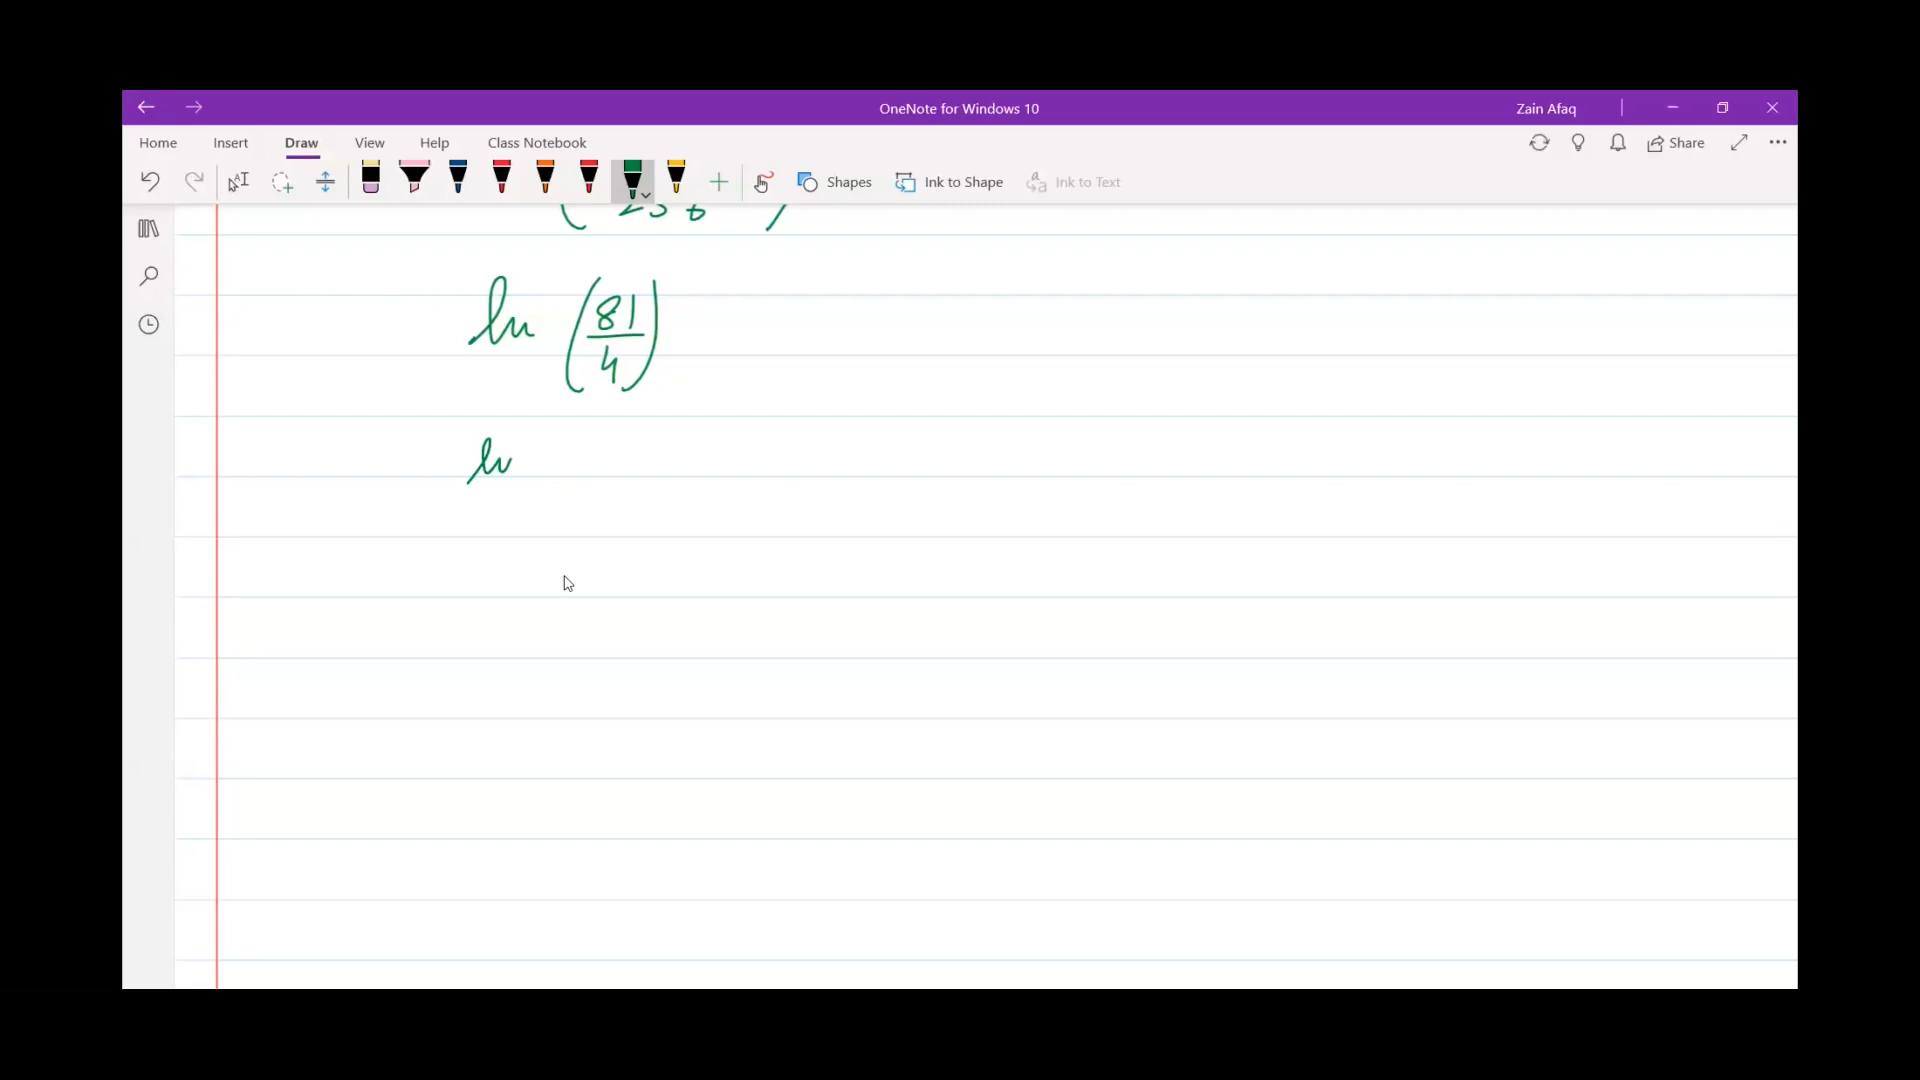 OneNote for Windows 10
Zain Afaq
Home Insert Draw View Help Class Notebook
Share
Shapes Ink to Shape Ink to Text
256
ln (81/4)
ln